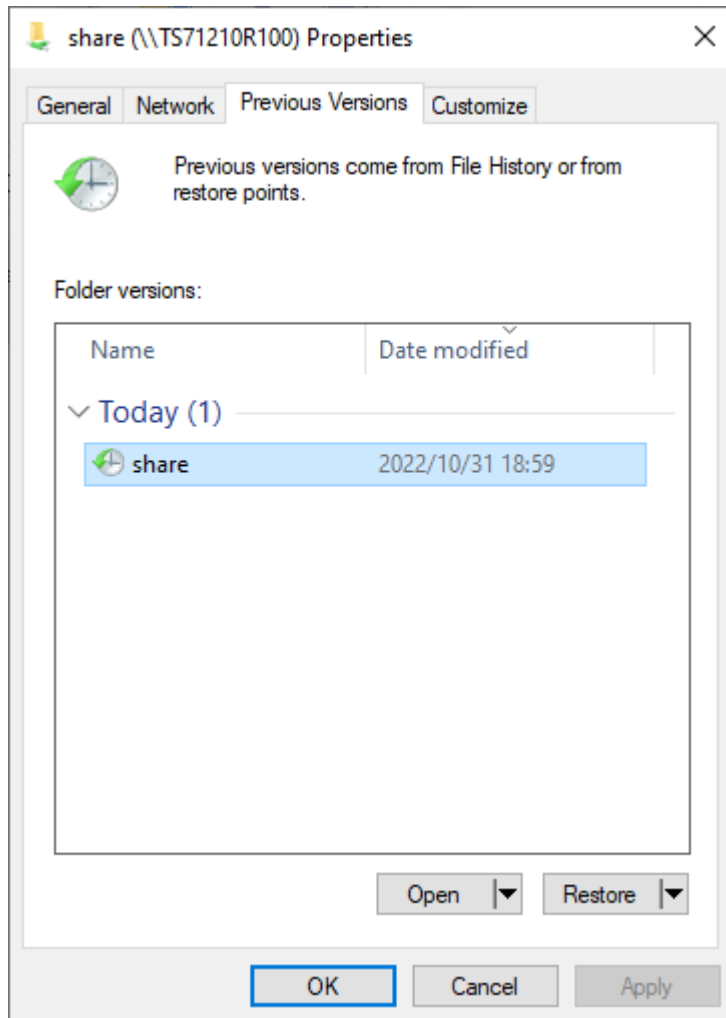 share (\\TS71210R100) Properties
General Network Previous Versions Customize
Previous versions come from File History or from
restore points.
Folder versions:
Name Date modified
Today (1)
share 2022/10/31 18:59
Open Restore
OK Cancel Apply